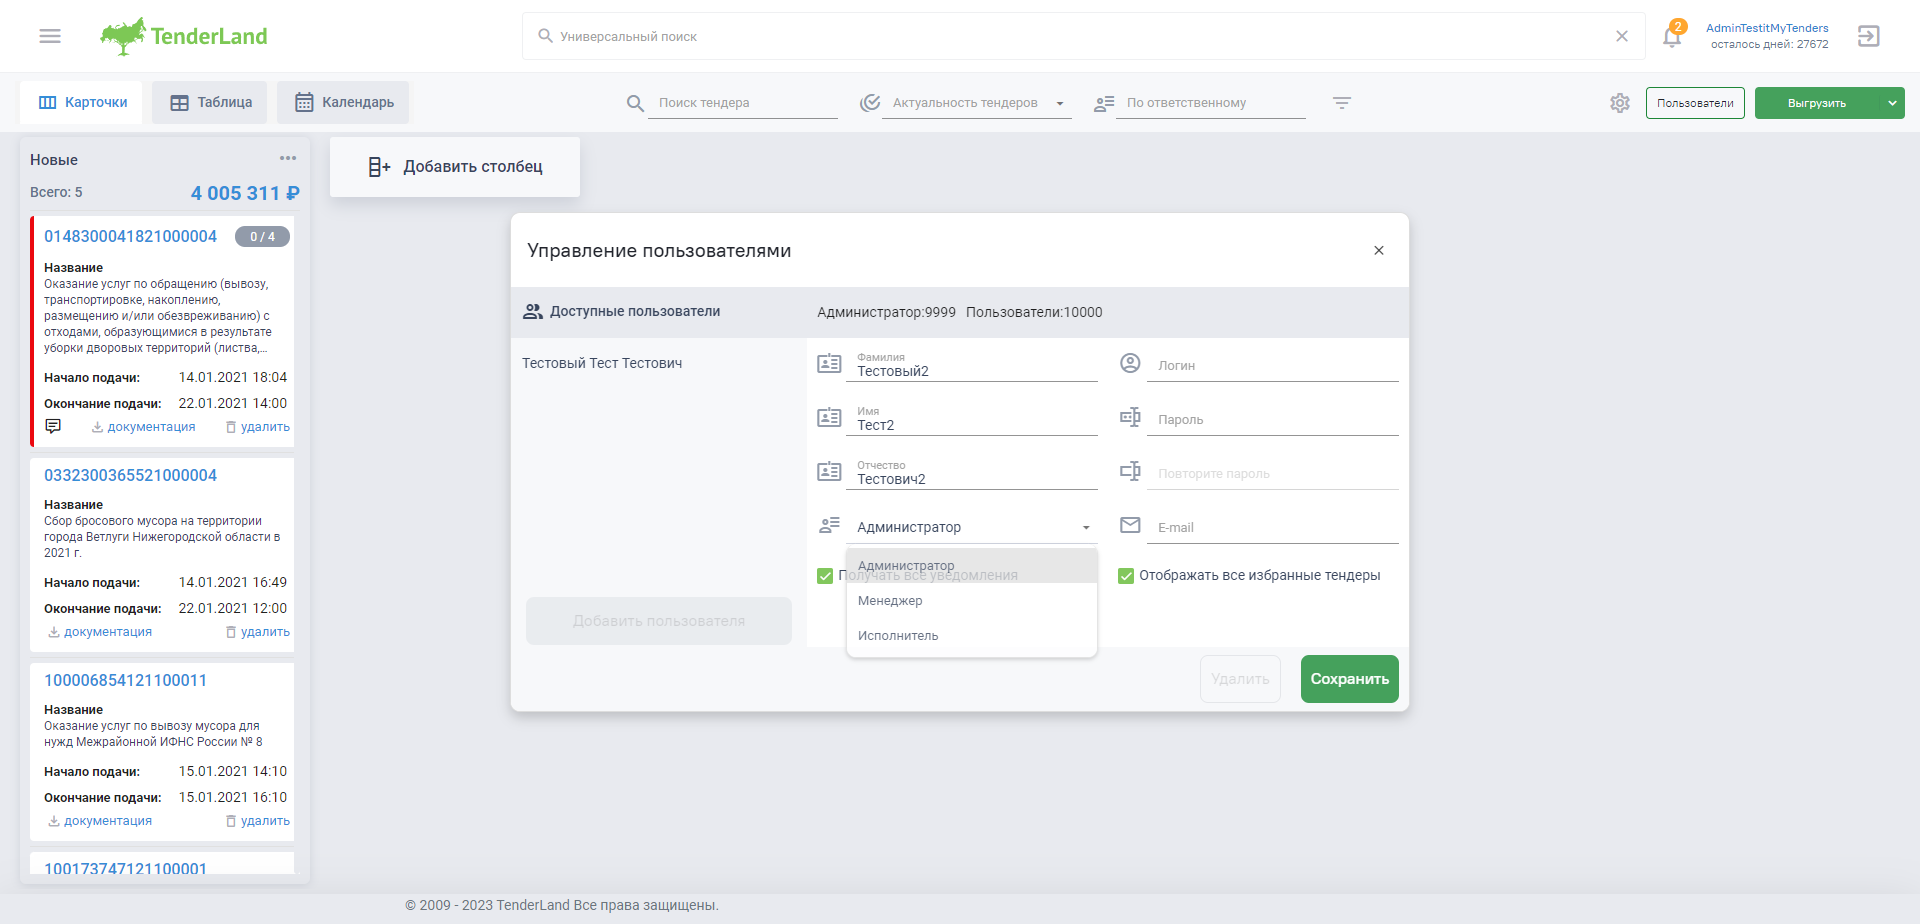 TenderLand
Универсальный поиск
2
AdminTestitMyTenders
осталось дней: 27672
Карточки
Таблица
Календарь
Поиск тендера
Актуальность тендеров
По ответственному
Пользователи
Выгрузить
Новые
Всего: 5
4 005 311 ₽
Добавить столбец
0148300041821000004
0 / 4
Название
Оказание услуг по обращению (вывозу,
транспортировке, накоплению,
размещению и/или обезвреживанию) с
отходами, образующимися в результате
уборки дворовых территорий (листва,...
Начало подачи: 14.01.2021 18:04
Окончание подачи: 22.01.2021 14:00
документация удалить
0332300365521000004
Название
Сбор бросового мусора на территории
города Ветлуги Нижегородской области в
2021 г.
Начало подачи: 14.01.2021 16:49
Окончание подачи: 22.01.2021 12:00
документация удалить
100006854121100011
Название
Оказание услуг по вывозу мусора для
нужд Межрайонной ИФНС России № 8
Начало подачи: 15.01.2021 14:10
Окончание подачи: 15.01.2021 16:10
документация удалить
100173747121100001
Управление пользователями
Доступные пользователи
Администратор:9999 Пользователи:10000
Тестовый Тест Тестович
Добавить пользователя
Фамилия
Тестовый2
Имя
Тест2
Отчество
Тестович2
Администратор
Администратор
Получать все уведомления
Менеджер
Исполнитель
Логин
Пароль
Повторите пароль
E-mail
Отображать все избранные тендеры
Удалить
Сохранить
© 2009 - 2023 TenderLand Все права защищены.